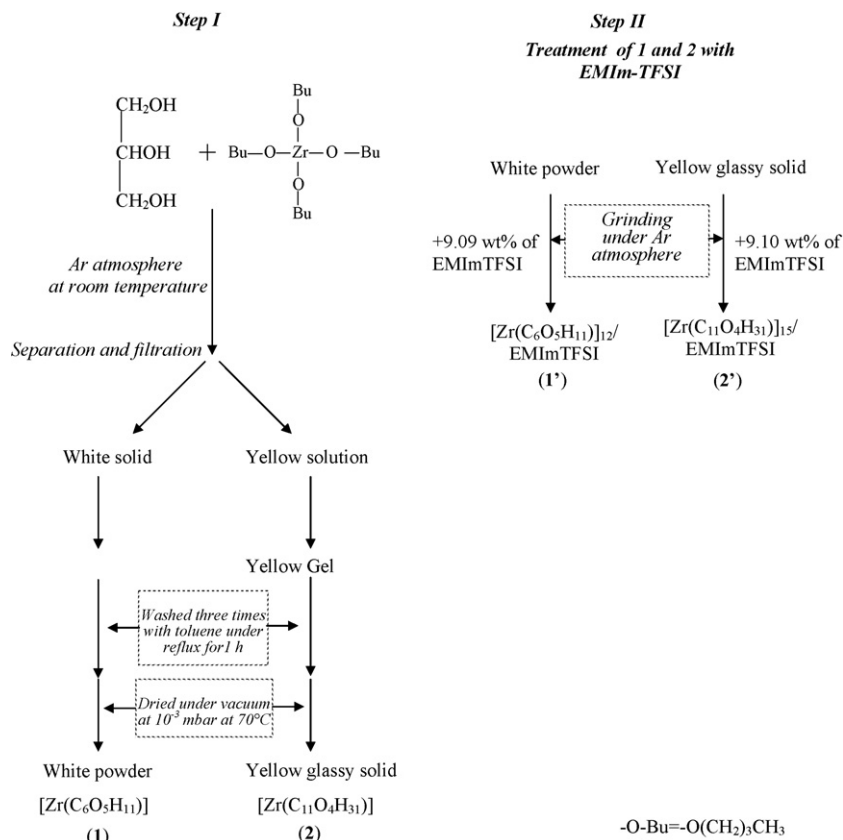 Step I
CH₂OH
CHOH
CH₂OH
+
Bu
O
Bu—O—Zr—O—Bu
O
Bu
Ar atmosphere
at room temperature
Separation and filtration
White solid
Yellow solution
Yellow Gel
Washed three times
with toluene under
reflux for1 h
Dried under vacuum
at 10⁻³ mbar at 70°C
White powder
Yellow glassy solid
[Zr(C₆O₅H₁₁)]
[Zr(C₁₁O₄H₃₁)]
(1)
(2)
Step II
Treatment of 1 and 2 with
EMIm-TFSI
White powder
Yellow glassy solid
+9.09 wt% of
EMImTFSI
Grinding
under Ar
atmosphere
+9.10 wt% of
EMImTFSI
[Zr(C₆O₅H₁₁)]₁₂/
EMImTFSI
(1’)
[Zr(C₁₁O₄H₃₁)]₁₅/
EMImTFSI
(2’)
-O-Bu=-O(CH₂)₃CH₃